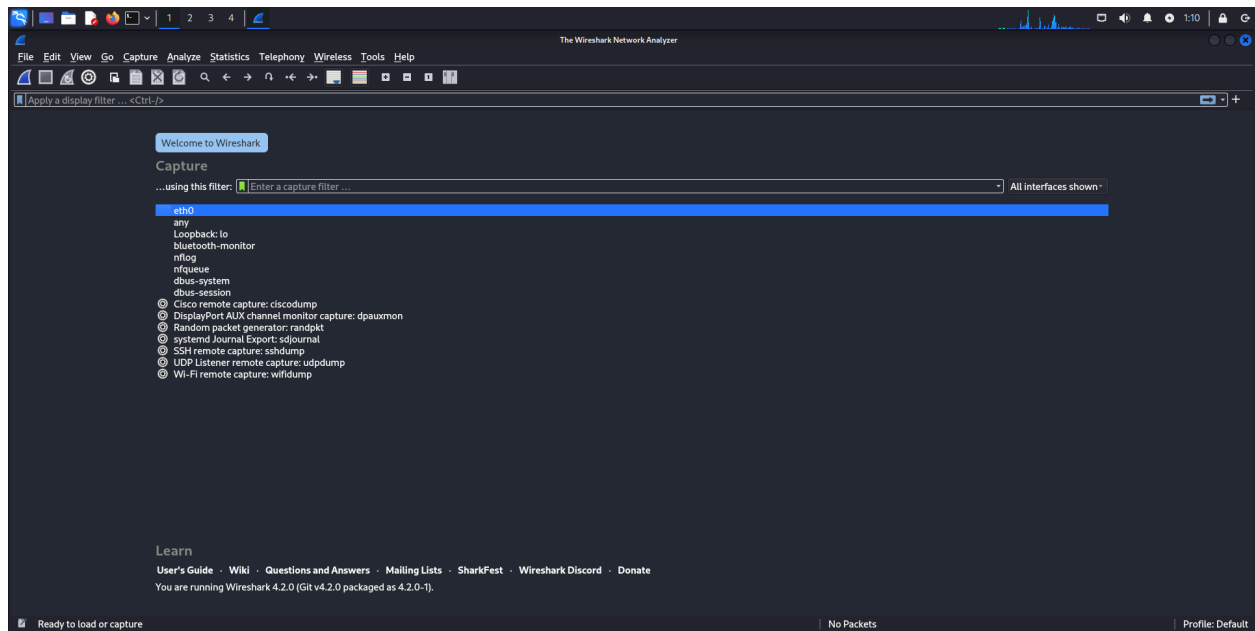 1 2 3 4 1:10
The Wireshark Network Analyzer
File Edit View Go Capture Analyze Statistics Telephony Wireless Tools Help
Apply a display filter ... <Ctrl-/>
Welcome to Wireshark
Capture
...using this filter: Enter a capture filter ... All interfaces shown
eth0
any
Loopback: lo
bluetooth-monitor
nflog
nfqueue
dbus-system
dbus-session
Cisco remote capture: ciscodump
DisplayPort AUX channel monitor capture: dpauxmon
Random packet generator: randpkt
systemd Journal Export: sdjournal
SSH remote capture: sshdump
UDP Listener remote capture: udpdump
Wi-Fi remote capture: wifidump
Learn
User's Guide · Wiki · Questions and Answers · Mailing Lists · SharkFest · Wireshark Discord · Donate
You are running Wireshark 4.2.0 (Git v4.2.0 packaged as 4.2.0-1).
Ready to load or capture No Packets Profile: Default